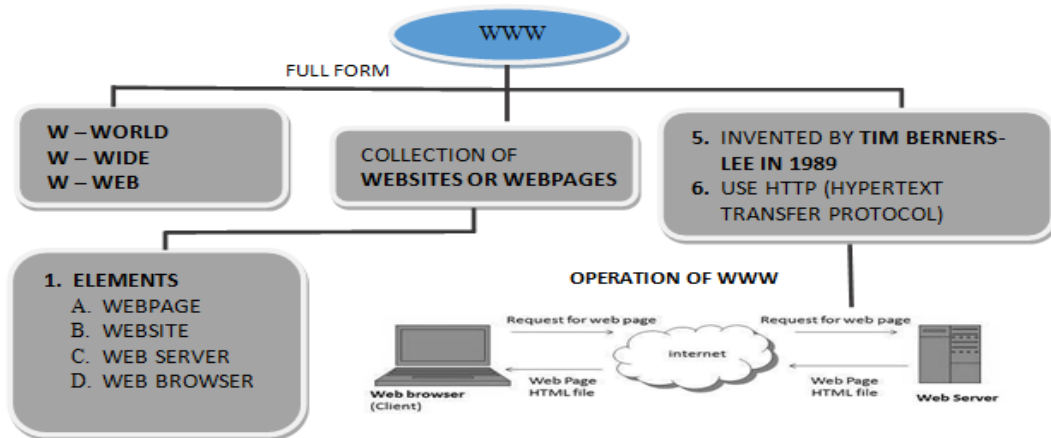 WWW
FULL FORM
W – WORLD
W – WIDE
W – WEB
COLLECTION OF
WEBSITES OR WEBPAGES
5. INVENTED BY TIM BERNERS-
LEE IN 1989
6. USE HTTP (HYPERTEXT
TRANSFER PROTOCOL)
1. ELEMENTS
A. WEBPAGE
B. WEBSITE
C. WEB SERVER
D. WEB BROWSER
OPERATION OF WWW
Request for web page
Request for web page
internet
Web Page
HTML file
Web Page
HTML file
Web browser
(Client)
Web Server